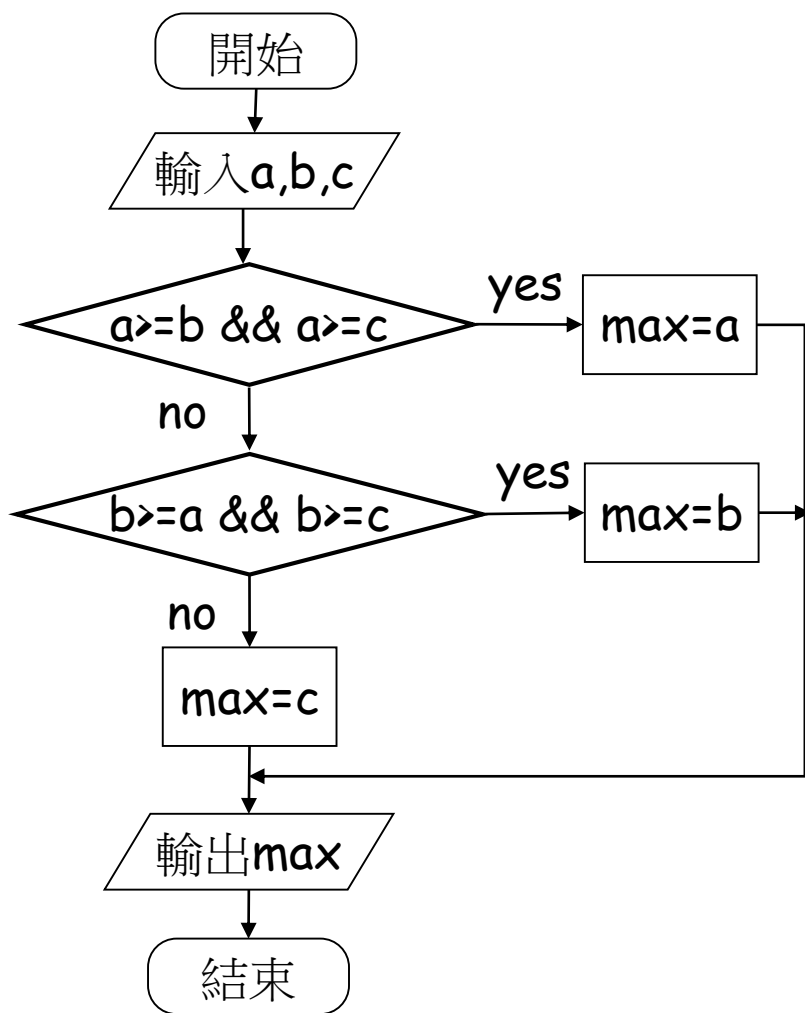 開始
輸入a,b,c
a>=b && a>=c
yes
max=a
no
b>=a && b>=c
yes
max=b
no
max=c
輸出max
結束